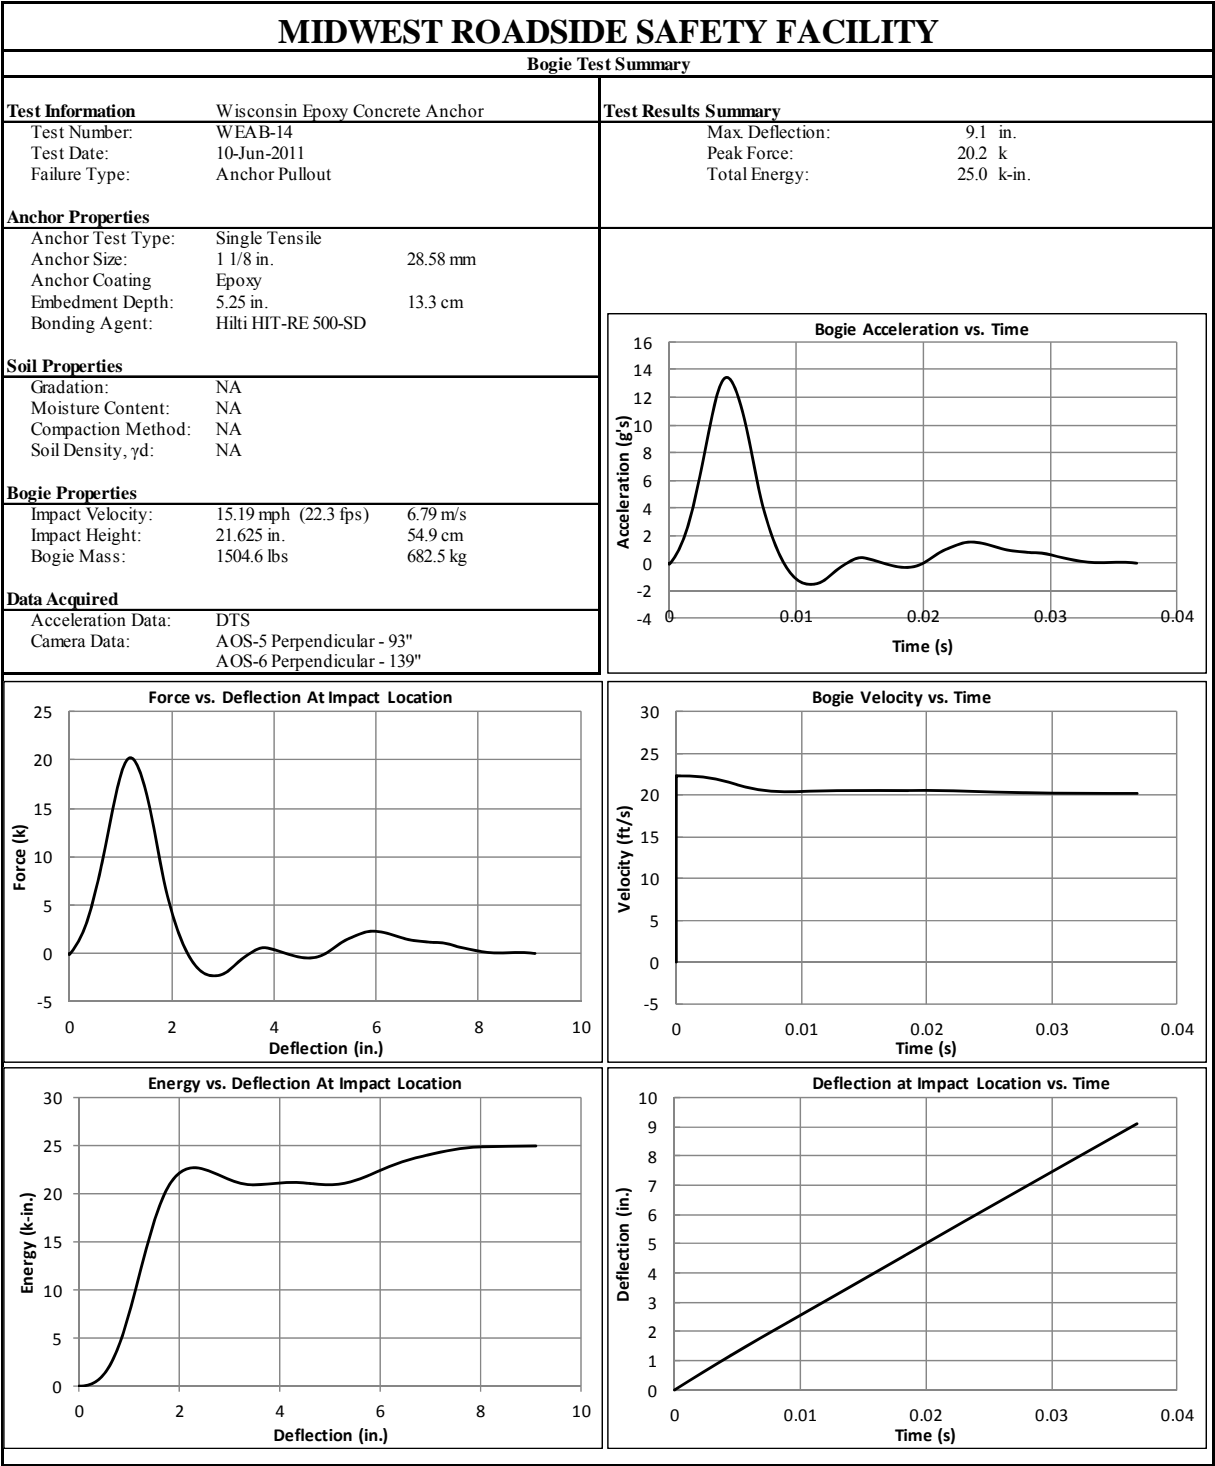 MIDWEST ROADSIDE SAFETY FACILITY
Bogie Test Summary
Test Information Wisconsin Epoxy Concrete Anchor
Test Number: WEAB-14
Test Date: 10-Jun-2011
Failure Type: Anchor Pullout
Test Results Summary
Max. Deflection: 9.1 in.
Peak Force: 20.2 k
Total Energy: 25.0 k-in.
Anchor Properties
Anchor Test Type: Single Tensile
Anchor Size: 1 1/8 in. 28.58 mm
Anchor Coating Epoxy
Embedment Depth: 5.25 in. 13.3 cm
Bonding Agent: Hilti HIT-RE 500-SD
Soil Properties
Gradation: NA
Moisture Content: NA
Compaction Method: NA
Soil Density, γd: NA
Bogie Properties
Impact Velocity: 15.19 mph (22.3 fps) 6.79 m/s
Impact Height: 21.625 in. 54.9 cm
Bogie Mass: 1504.6 lbs 682.5 kg
Data Acquired
Acceleration Data: DTS
Camera Data: AOS-5 Perpendicular - 93"
AOS-6 Perpendicular - 139"
Bogie Acceleration vs. Time
Acceleration (g's)
16
14
12
10
8
6
4
2
0
-2
-4
0 0.01 0.02 0.03 0.04
Time (s)
Force vs. Deflection At Impact Location
Force (k)
25
20
15
10
5
0
-5
0 2 4 6 8 10
Deflection (in.)
Bogie Velocity vs. Time
Velocity (ft/s)
30
25
20
15
10
5
0
-5
0 0.01 0.02 0.03 0.04
Time (s)
Energy vs. Deflection At Impact Location
Energy (k-in.)
30
25
20
15
10
5
0
0 2 4 6 8 10
Deflection (in.)
Deflection at Impact Location vs. Time
Deflection (in.)
10
9
8
7
6
5
4
3
2
1
0
0 0.01 0.02 0.03 0.04
Time (s)